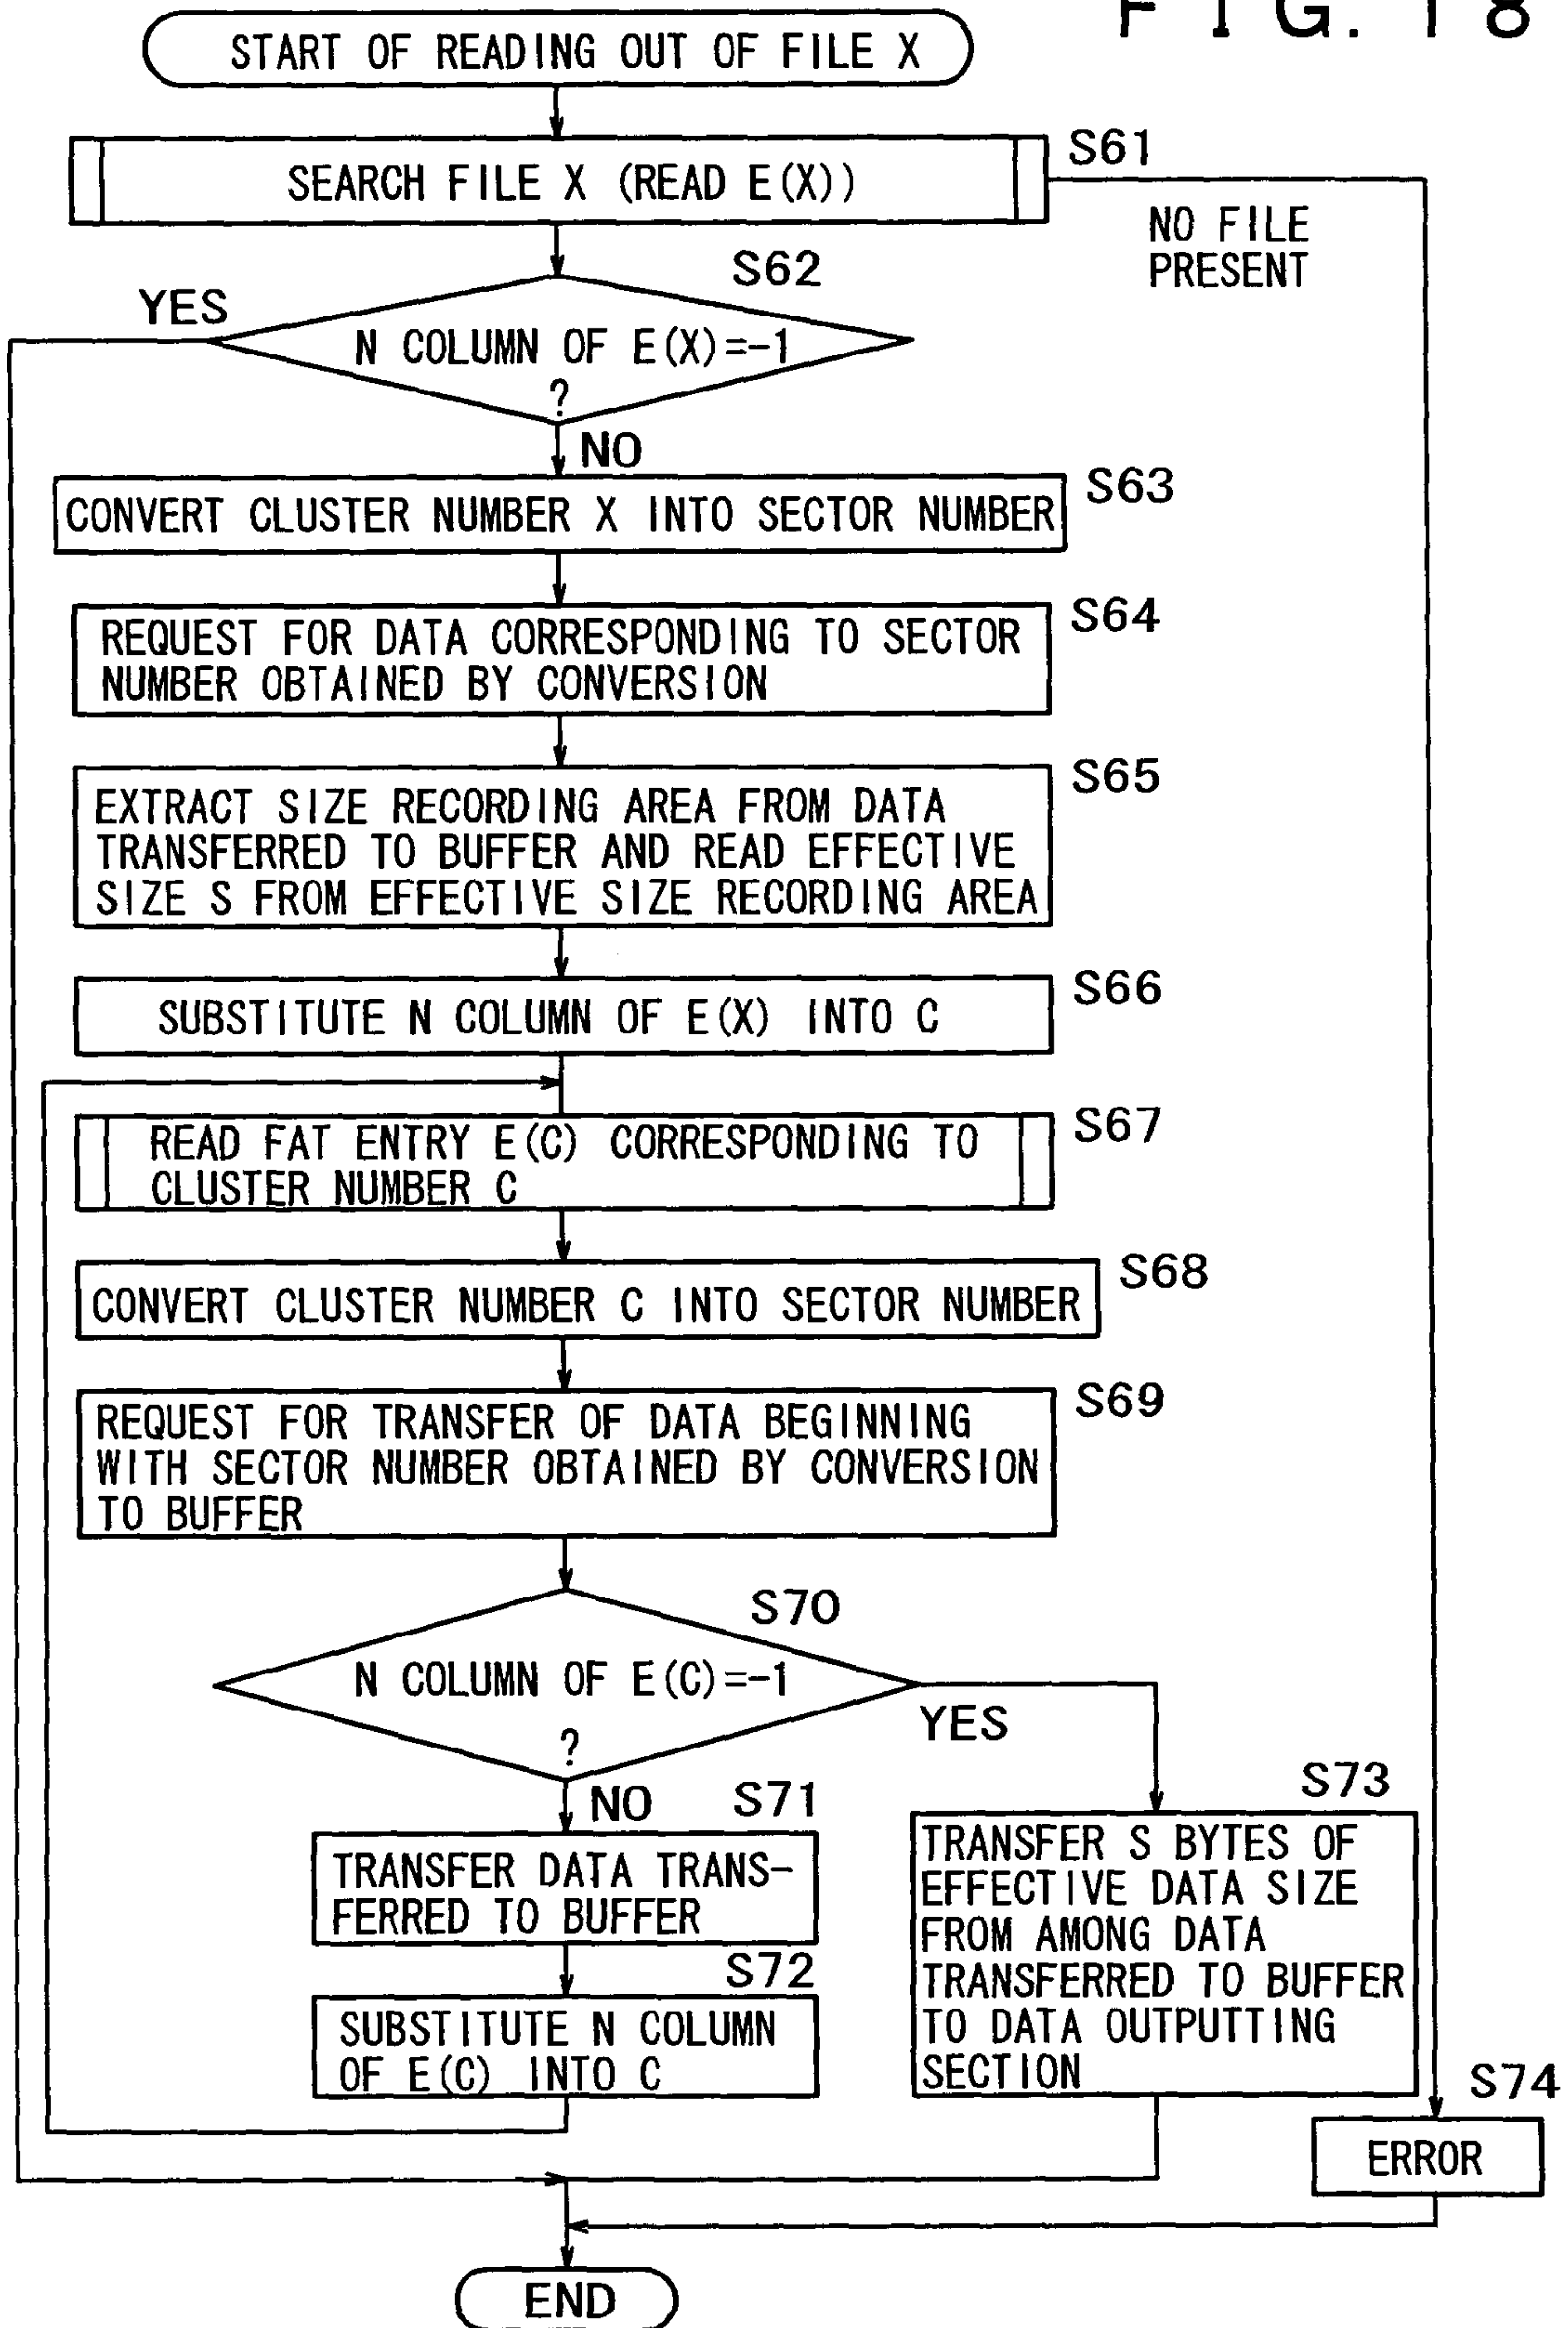 FIG. 18
START OF READING OUT OF FILE X
S61
SEARCH FILE X (READ E(X))
NO FILE
PRESENT
S62
YES
N COLUMN OF E(X)=-1
?
NO
S63
CONVERT CLUSTER NUMBER X INTO SECTOR NUMBER
S64
REQUEST FOR DATA CORRESPONDING TO SECTOR
NUMBER OBTAINED BY CONVERSION
S65
EXTRACT SIZE RECORDING AREA FROM DATA
TRANSFERRED TO BUFFER AND READ EFFECTIVE
SIZE S FROM EFFECTIVE SIZE RECORDING AREA
S66
SUBSTITUTE N COLUMN OF E(X) INTO C
S67
READ FAT ENTRY E(C) CORRESPONDING TO
CLUSTER NUMBER C
S68
CONVERT CLUSTER NUMBER C INTO SECTOR NUMBER
S69
REQUEST FOR TRANSFER OF DATA BEGINNING
WITH SECTOR NUMBER OBTAINED BY CONVERSION
TO BUFFER
S70
N COLUMN OF E(C)=-1
?
YES
NO
S71
TRANSFER DATA TRANS-
FERRED TO BUFFER
S72
SUBSTITUTE N COLUMN
OF E(C) INTO C
S73
TRANSFER S BYTES OF
EFFECTIVE DATA SIZE
FROM AMONG DATA
TRANSFERRED TO BUFFER
TO DATA OUTPUTTING
SECTION
S74
ERROR
END